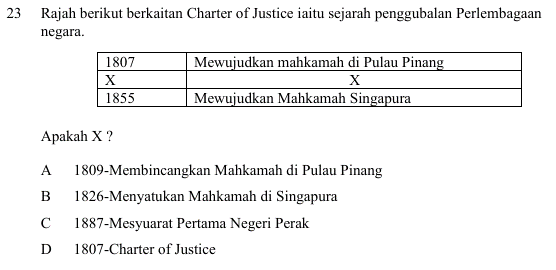 23 Rajah berikut berkaitan Charter of Justice iaitu sejarah penggubalan Perlembagaan
negara.
1807 Mewujudkan mahkamah di Pulau Pinang
X X
1855 Mewujudkan Mahkamah Singapura
Apakah X ?
A 1809-Membincangkan Mahkamah di Pulau Pinang
B 1826-Menyatukan Mahkamah di Singapura
C 1887-Mesyuarat Pertama Negeri Perak
D 1807-Charter of Justice